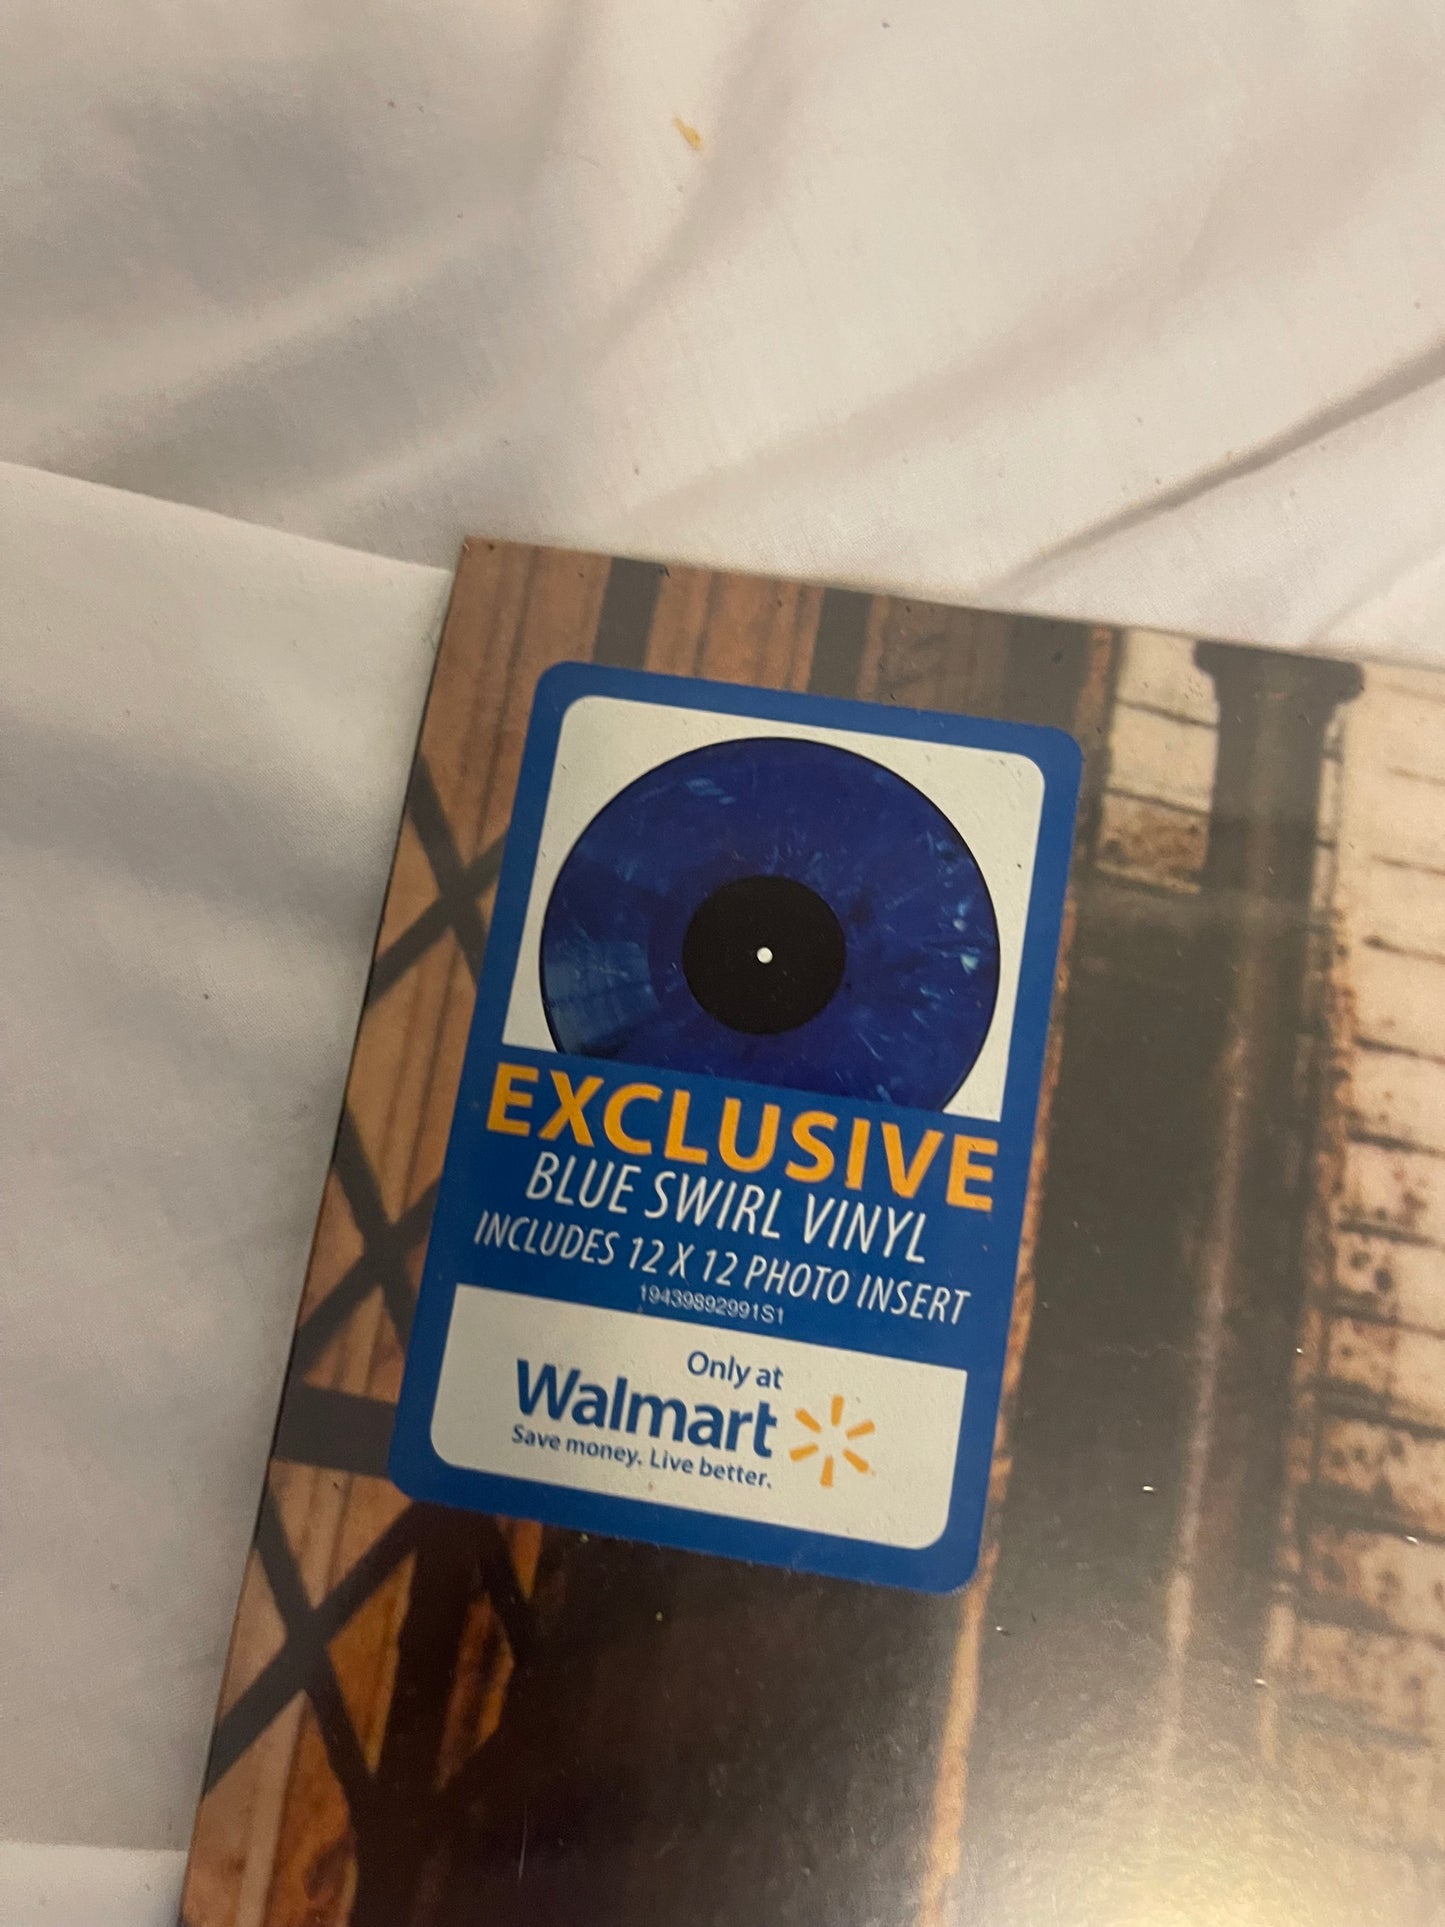 EXCLUSIVE
BLUE SWIRL VINYL
INCLUDES 12 X 12 PHOTO INSERT
19439892991S1
Only at
Walmart
Save money. Live better.